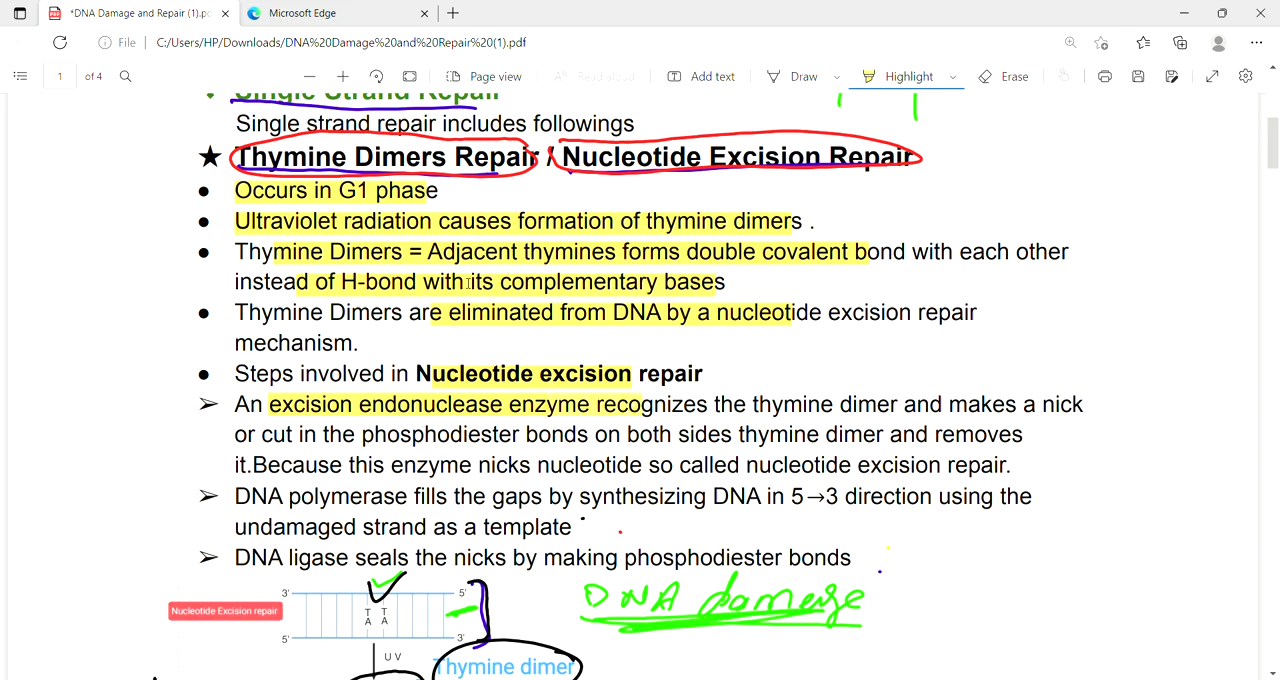 *DNA Damage and Repair (1).pd
Microsoft Edge
File
C:/Users/HP/Downloads/DNA%20Damage%20and%20Repair%20(1).pdf
1 of 4
Page view
Read aloud
Add text
Draw
Highlight
Erase
Single Strand Repair
Single strand repair includes followings
★ Thymine Dimers Repair / Nucleotide Excision Repair
● Occurs in G1 phase
● Ultraviolet radiation causes formation of thymine dimers .
● Thymine Dimers = Adjacent thymines forms double covalent bond with each other
instead of H-bond with its complementary bases
● Thymine Dimers are eliminated from DNA by a nucleotide excision repair
mechanism.
● Steps involved in Nucleotide excision repair
➢ An excision endonuclease enzyme recognizes the thymine dimer and makes a nick
or cut in the phosphodiester bonds on both sides thymine dimer and removes
it.Because this enzyme nicks nucleotide so called nucleotide excision repair.
➢ DNA polymerase fills the gaps by synthesizing DNA in 5→3 direction using the
undamaged strand as a template
➢ DNA ligase seals the nicks by making phosphodiester bonds
3' 5'
DNA damage
Nucleotide Excision repair
T T
A A
5' 3'
UV
Thymine dimer